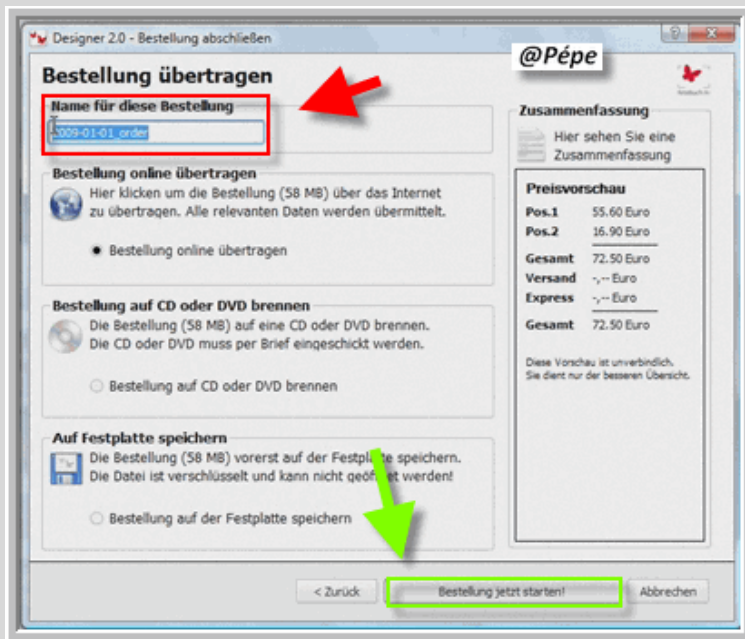 Designer 2.0 - Bestellung abschließen
@Pépe
Bestellung übertragen
Name für diese Bestellung
2009-01-01_order
Bestellung online übertragen
Hier klicken um die Bestellung (58 MB) über das Internet
zu übertragen. Alle relevanten Daten werden übermittelt.
Bestellung online übertragen
Bestellung auf CD oder DVD brennen
Die Bestellung (58 MB) auf eine CD oder DVD brennen.
Die CD oder DVD muss per Brief eingeschickt werden.
Bestellung auf CD oder DVD brennen
Auf Festplatte speichern
Die Bestellung (58 MB) vorerst auf der Festplatte speichern.
Die Datei ist verschlüsselt und kann nicht geöffnet werden!
Bestellung auf der Festplatte speichern
Zusammenfassung
Hier sehen Sie eine
Zusammenfassung
Preisvorschau
Pos.1 55.60 Euro
Pos.2 16.90 Euro
Gesamt 72.50 Euro
Versand -,-- Euro
Express -,-- Euro
Gesamt 72.50 Euro
Diese Vorschau ist unverbindlich.
Sie dient nur der besseren Übersicht.
< Zurück
Bestellung jetzt starten!
Abbrechen